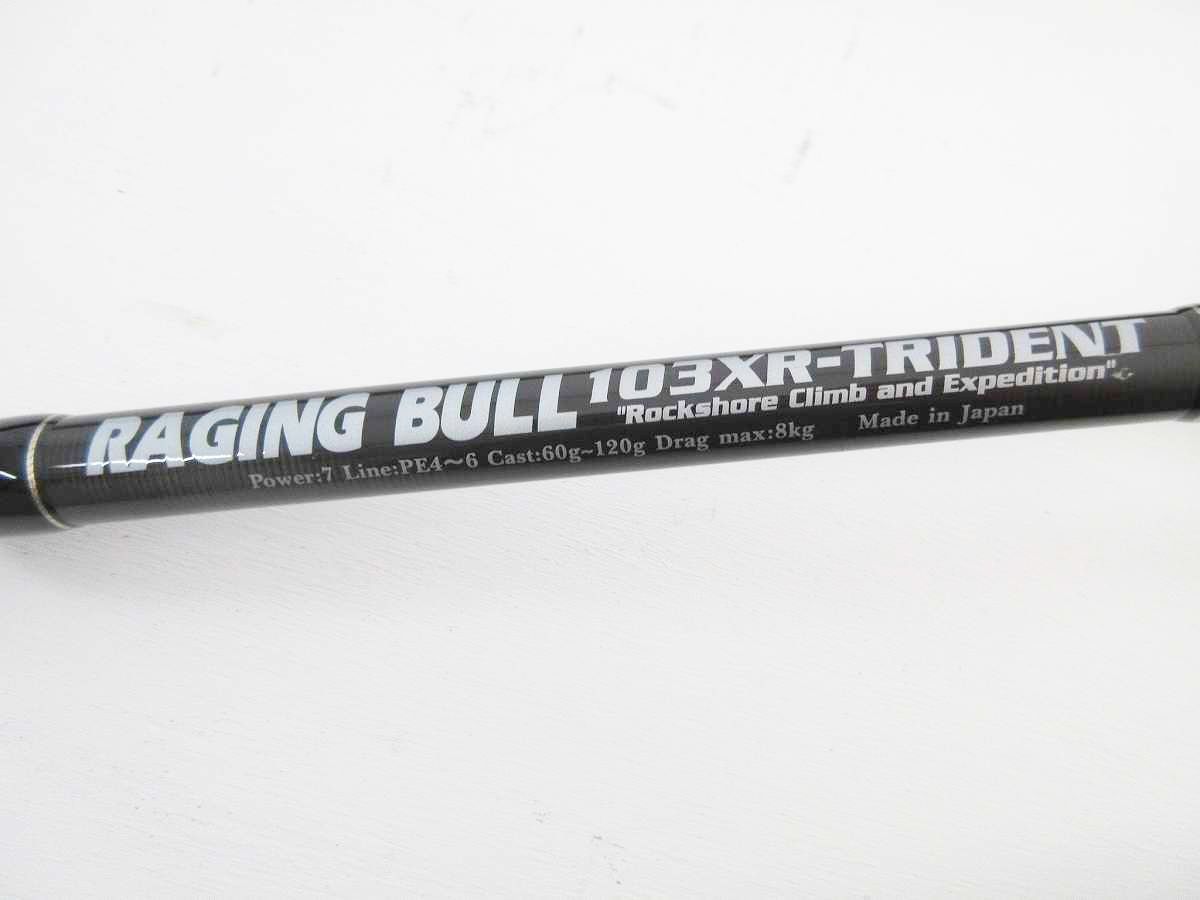 RAGING BULL 103XR-TRIDENT
"Rockshore Climb and Expedition"
Power:7 Line:PE4～6 Cast:60g~120g Drag max:8kg Made in Japan